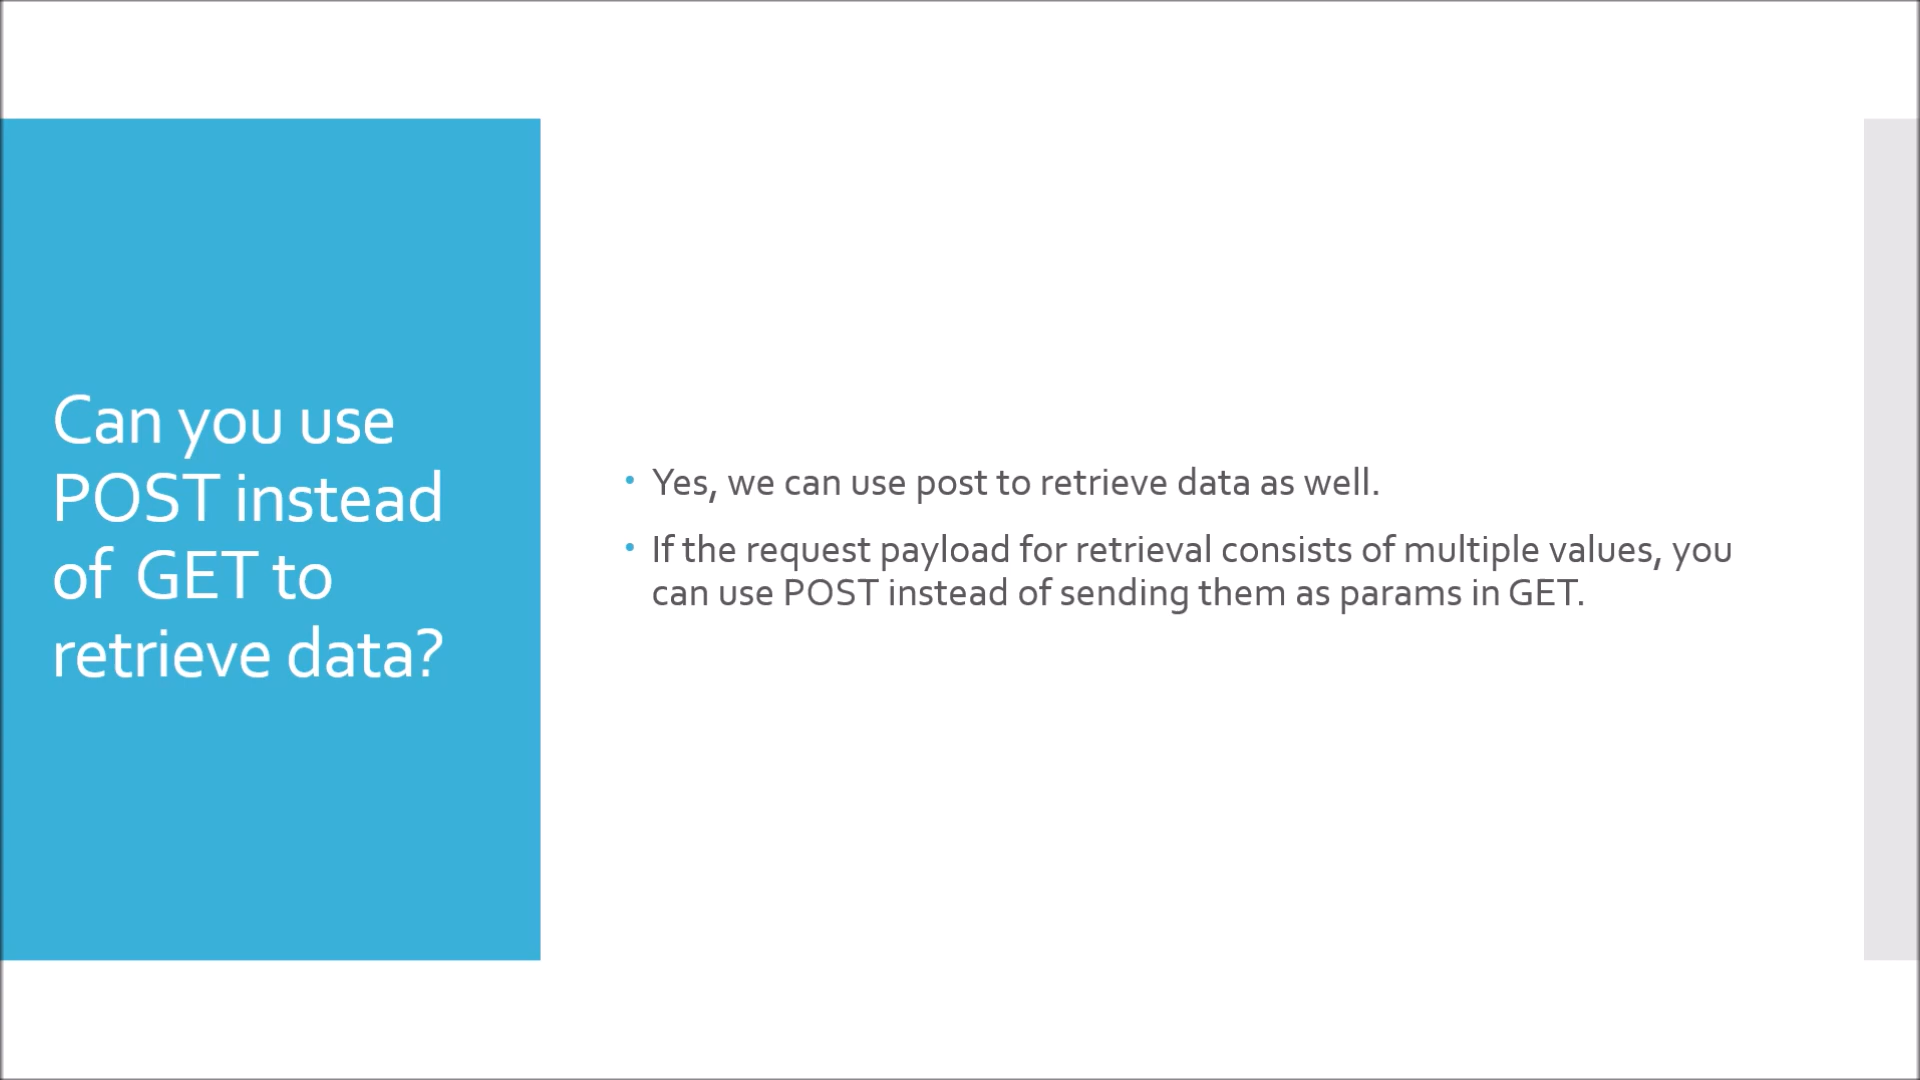 Can you use
POST instead
of GET to
retrieve data?
• Yes, we can use post to retrieve data as well.
• If the request payload for retrieval consists of multiple values, you
can use POST instead of sending them as params in GET.